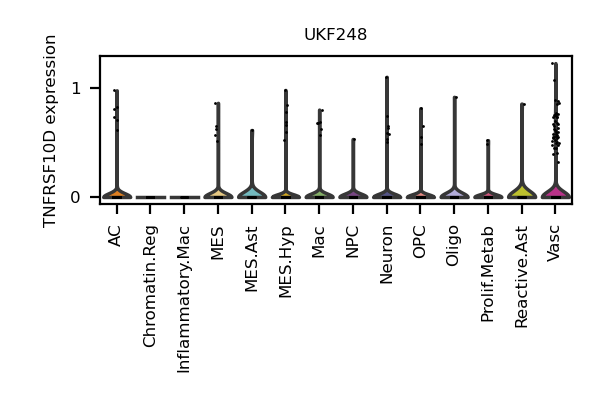 UKF248
TNFRSF10D expression
1
0
AC
Chromatin.Reg
Inflammatory.Mac
MES
MES.Ast
MES.Hyp
Mac
NPC
Neuron
OPC
Oligo
Prolif.Metab
Reactive.Ast
Vasc